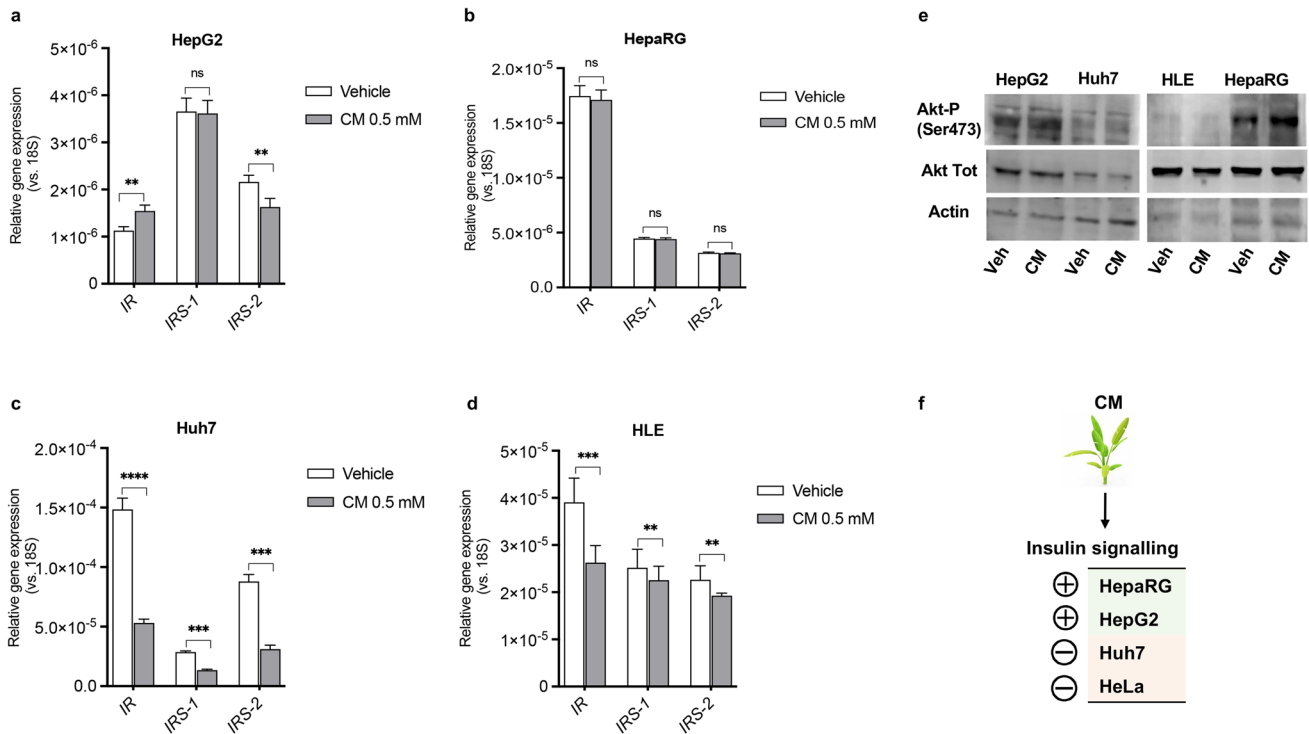 a
HepG2
Relative gene expression
(vs. 18S)
5×10⁻⁶
4×10⁻⁶
3×10⁻⁶
2×10⁻⁶
1×10⁻⁶
0
**
ns
**
IR
IRS-1
IRS-2
Vehicle
CM 0.5 mM
b
HepaRG
Relative gene expression
(vs. 18S)
2.0×10⁻⁵
1.5×10⁻⁵
1.0×10⁻⁵
5.0×10⁻⁶
0.0
ns
ns
ns
IR
IRS-1
IRS-2
Vehicle
CM 0.5 mM
e
HepG2 Huh7 HLE HepaRG
Akt-P
(Ser473)
Akt Tot
Actin
Veh CM Veh CM Veh CM Veh CM
c
Huh7
Relative gene expression
(vs. 18S)
2.0×10⁻⁴
1.5×10⁻⁴
1.0×10⁻⁴
5.0×10⁻⁵
0.0
****
***
***
IR
IRS-1
IRS-2
Vehicle
CM 0.5 mM
d
HLE
Relative gene expression
(vs. 18S)
5×10⁻⁵
4×10⁻⁵
3×10⁻⁵
2×10⁻⁵
1×10⁻⁵
0
***
**
**
IR
IRS-1
IRS-2
Vehicle
CM 0.5 mM
f
CM
Insulin signalling
⊕ HepaRG
⊕ HepG2
⊖ Huh7
⊖ HeLa